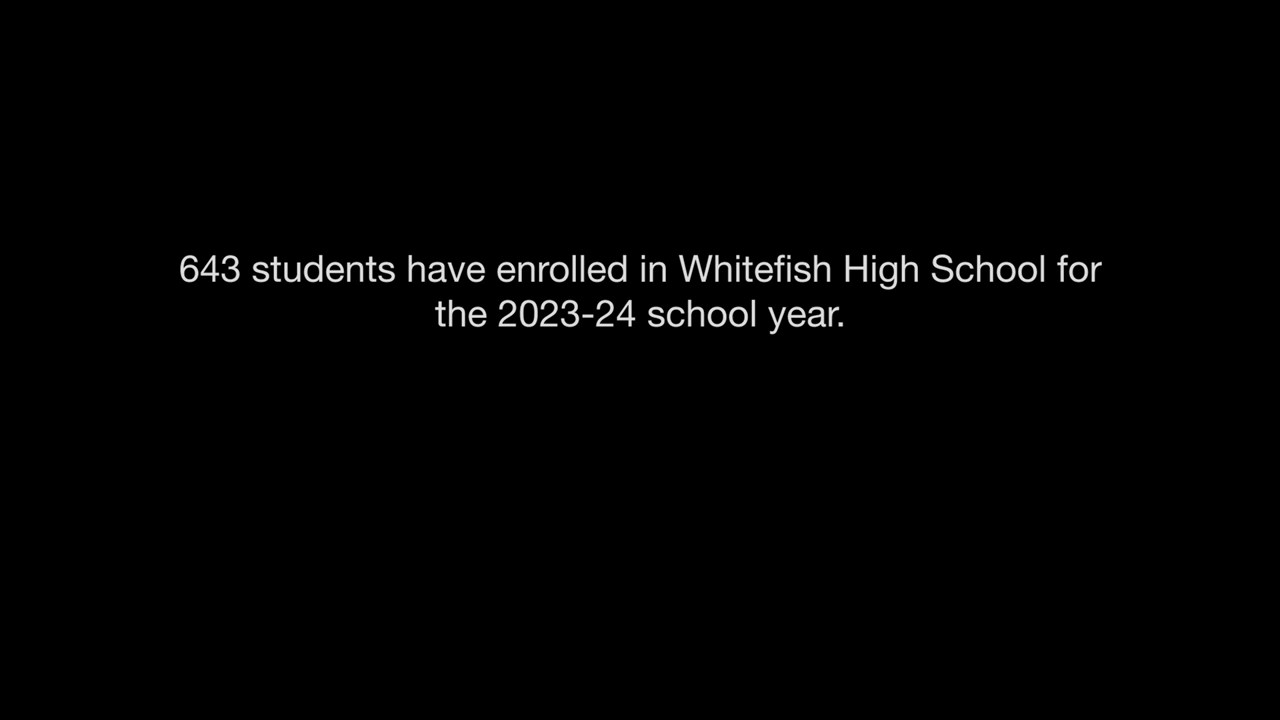 643 students have enrolled in Whitefish High School for
the 2023-24 school year.